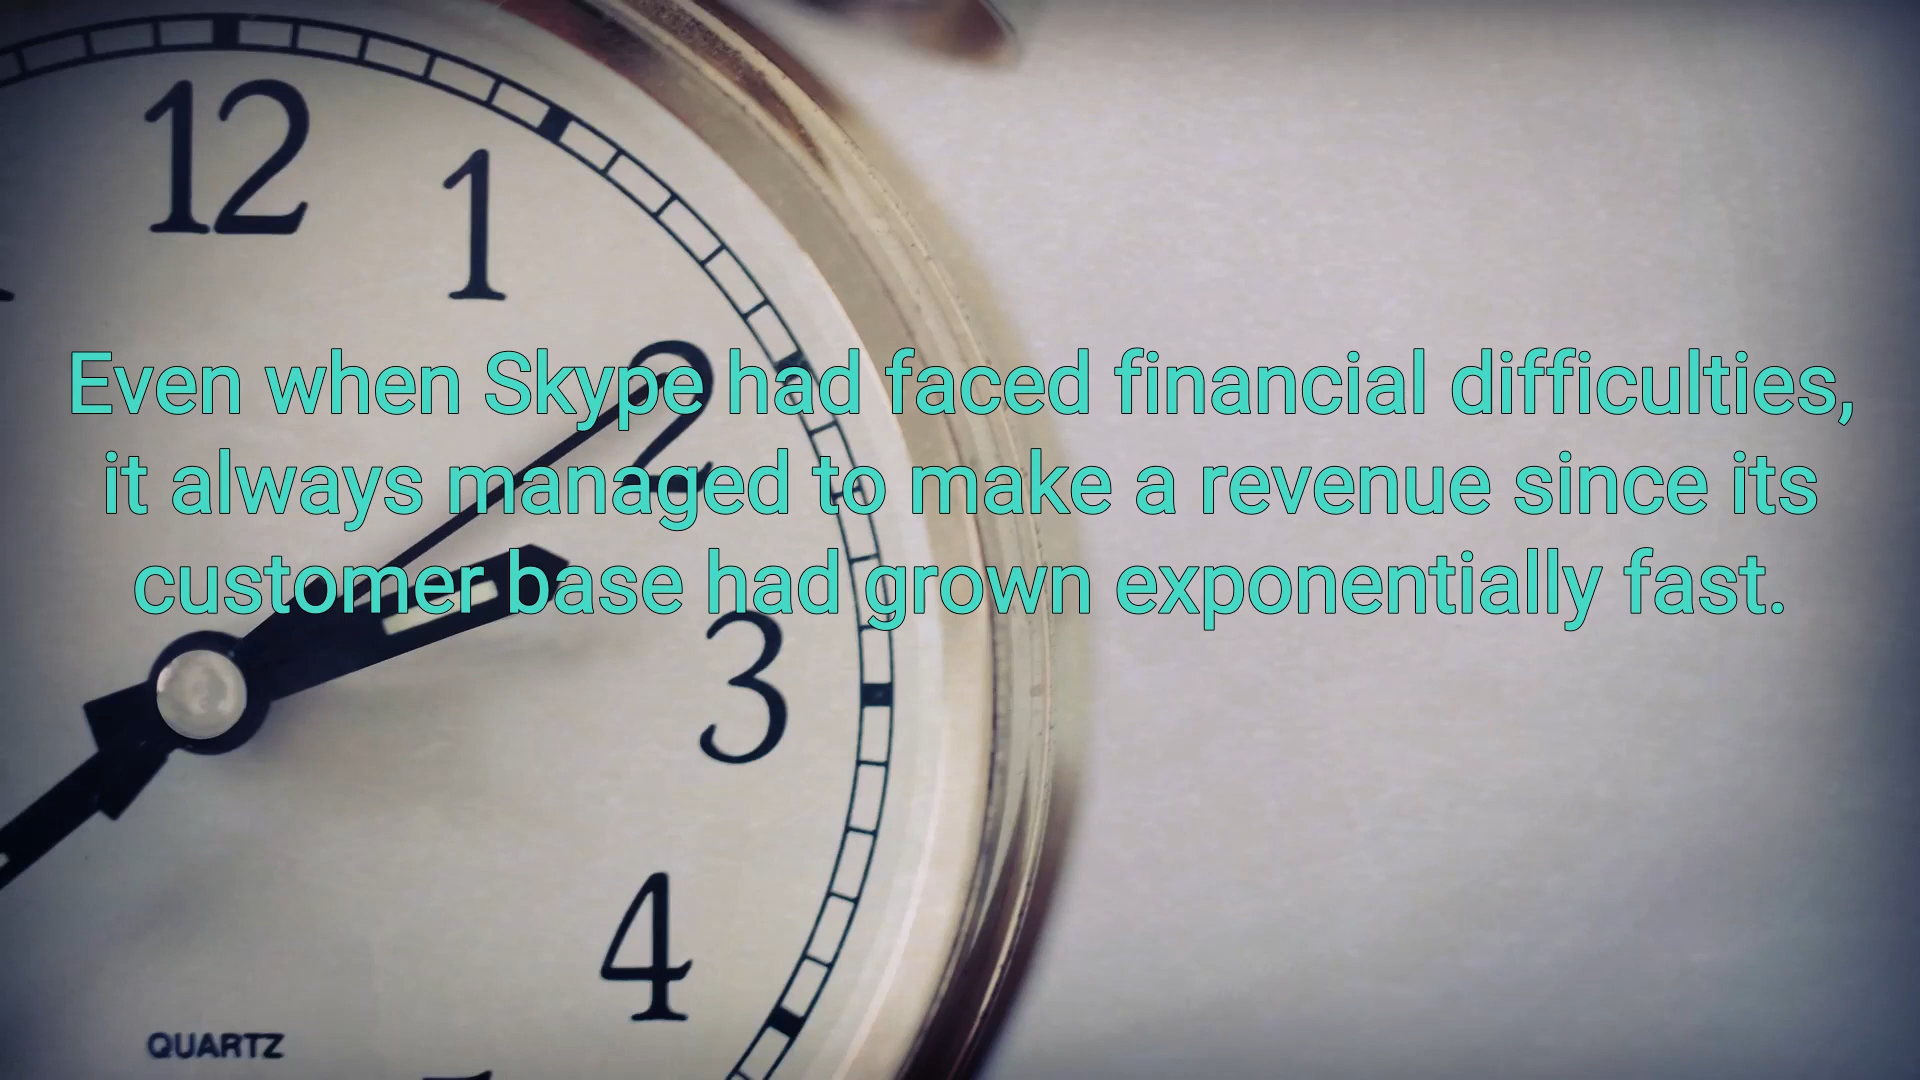 12
1
2
Even when Skype had faced financial difficulties,
it always managed to make a revenue since its
customer base had grown exponentially fast.
3
4
QUARTZ